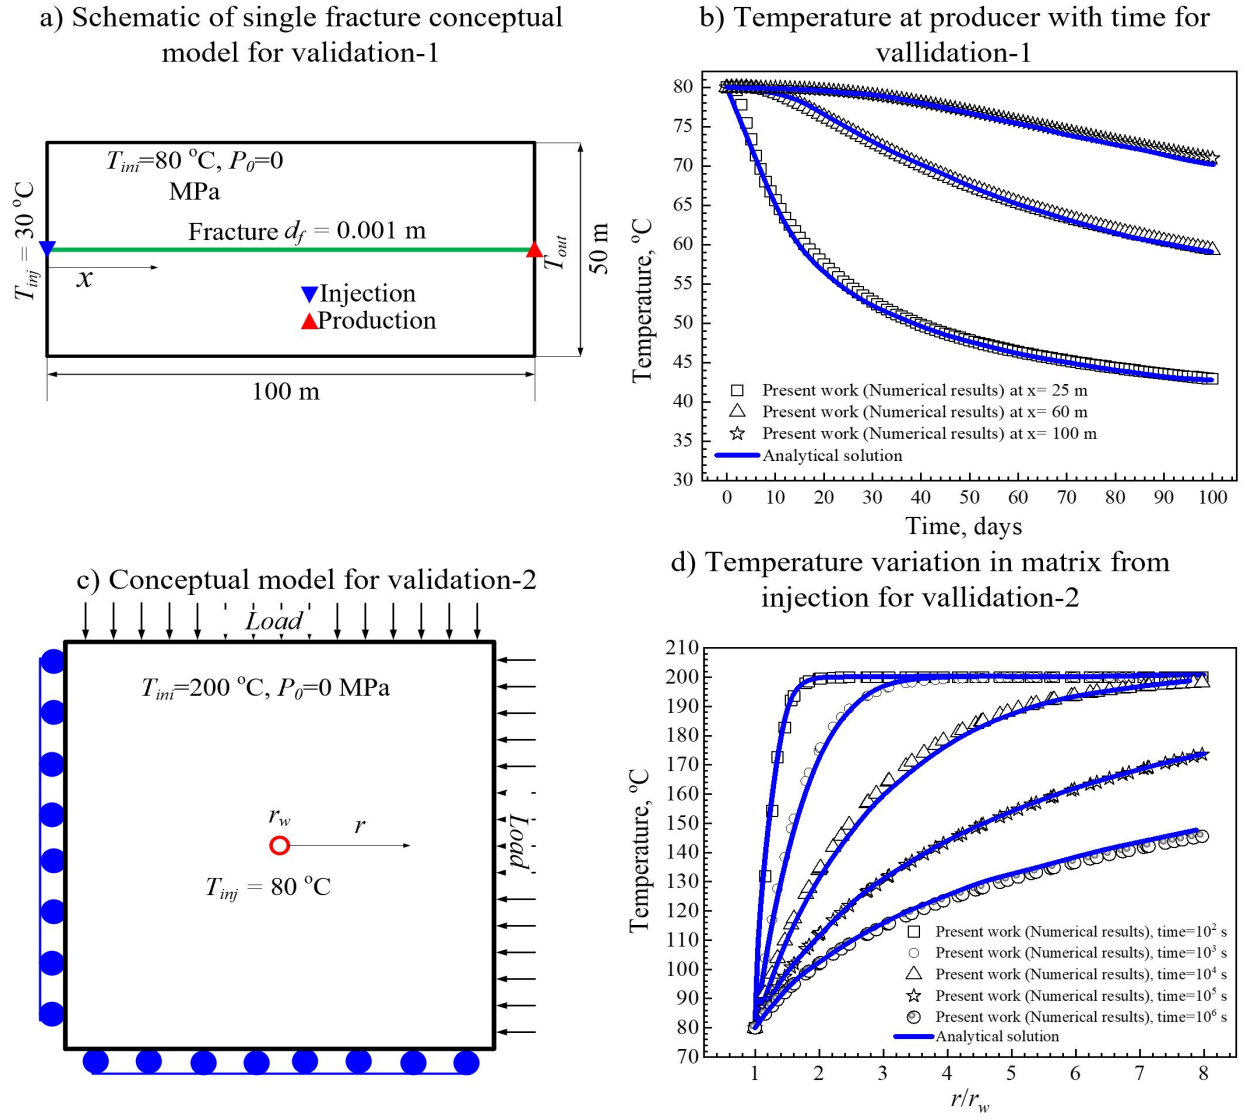 a) Schematic of single fracture conceptual
model for validation-1
T_ini=80 °C, P_0=0
MPa
T_inj = 30 °C
Fracture d_f = 0.001 m
x
T_out
50 m
Injection
Production
100 m
b) Temperature at producer with time for
vallidation-1
Temperature, °C
80
75
70
65
60
55
50
45
40
35
30
Present work (Numerical results) at x= 25 m
Present work (Numerical results) at x= 60 m
Present work (Numerical results) at x= 100 m
Analytical solution
0 10 20 30 40 50 60 70 80 90 100
Time, days
c) Conceptual model for validation-2
Load
T_ini=200 °C, P_0=0 MPa
r_w
r
Load
T_inj = 80 °C
d) Temperature variation in matrix from
injection for vallidation-2
Temperature, °C
210
200
190
180
170
160
150
140
130
120
110
100
90
80
70
Present work (Numerical results), time=10² s
Present work (Numerical results), time=10³ s
Present work (Numerical results), time=10⁴ s
Present work (Numerical results), time=10⁵ s
Present work (Numerical results), time=10⁶ s
Analytical solution
1 2 3 4 5 6 7 8
r/r_w